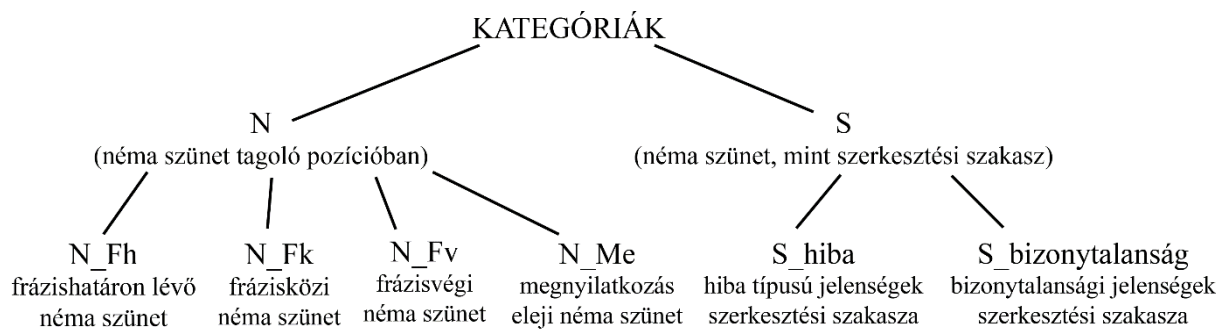 KATEGÓRIÁK
N
(néma szünet tagoló pozícióban)
S
(néma szünet, mint szerkesztési szakasz)
N_Fh
frázishatáron lévő
néma szünet
N_Fk
frázisközi
néma szünet
N_Fv
frázisvégi
néma szünet
N_Me
megnyilatkozás
eleji néma szünet
S_hiba
hiba típusú jelenségek
szerkesztési szakasza
S_bizonytalanság
bizonytalansági jelenségek
szerkesztési szakasza